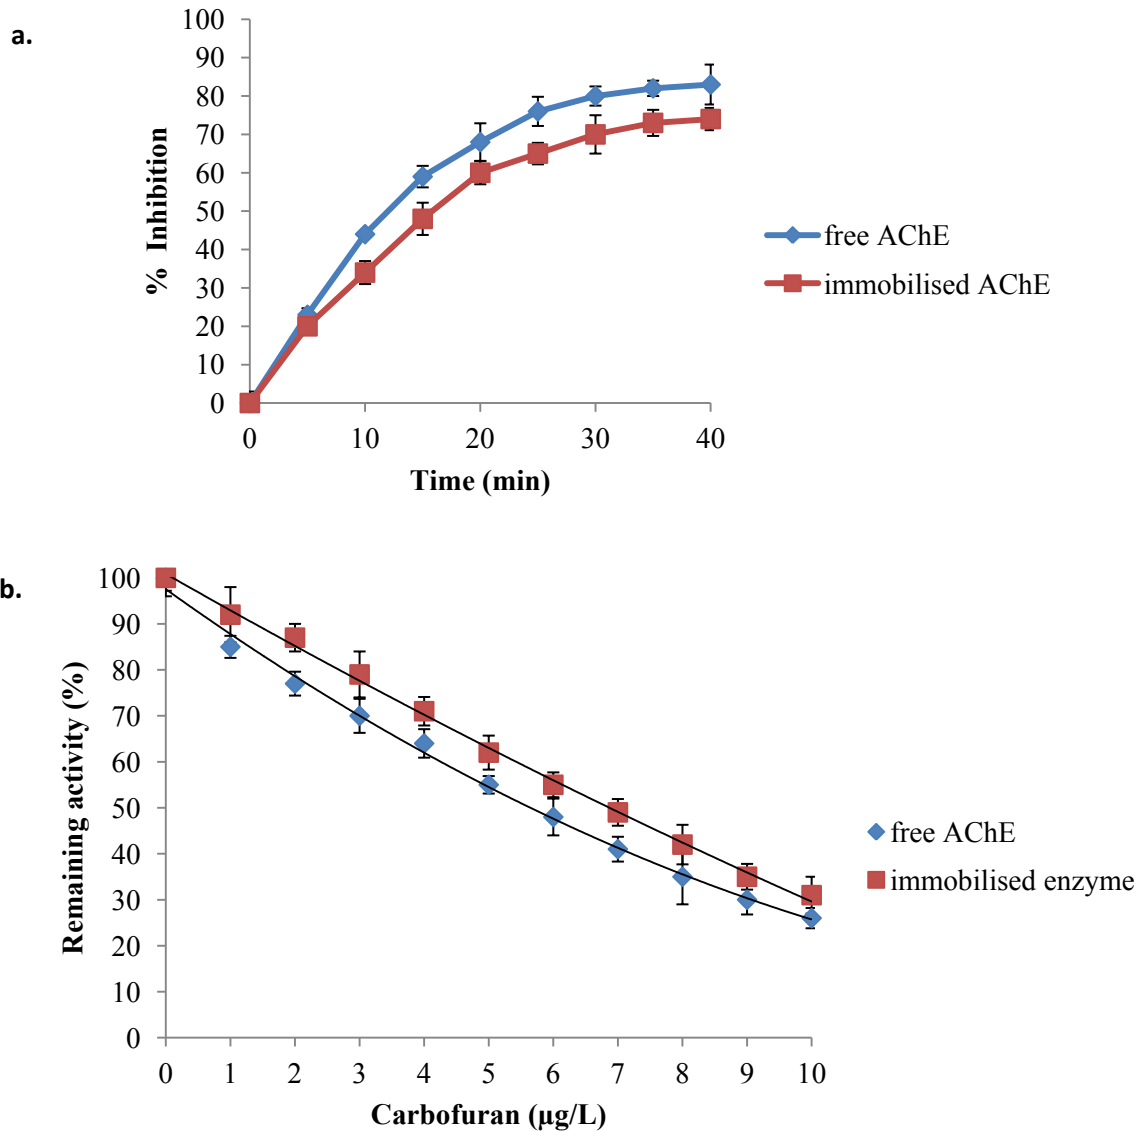 a.
100
90
80
70
60
50
40
30
20
10
0
% Inhibition
0 10 20 30 40
Time (min)
free AChE
immobilised AChE
b.
100
90
80
70
60
50
40
30
20
10
0
Remaining activity (%)
0 1 2 3 4 5 6 7 8 9 10
Carbofuran (µg/L)
free AChE
immobilised enzyme